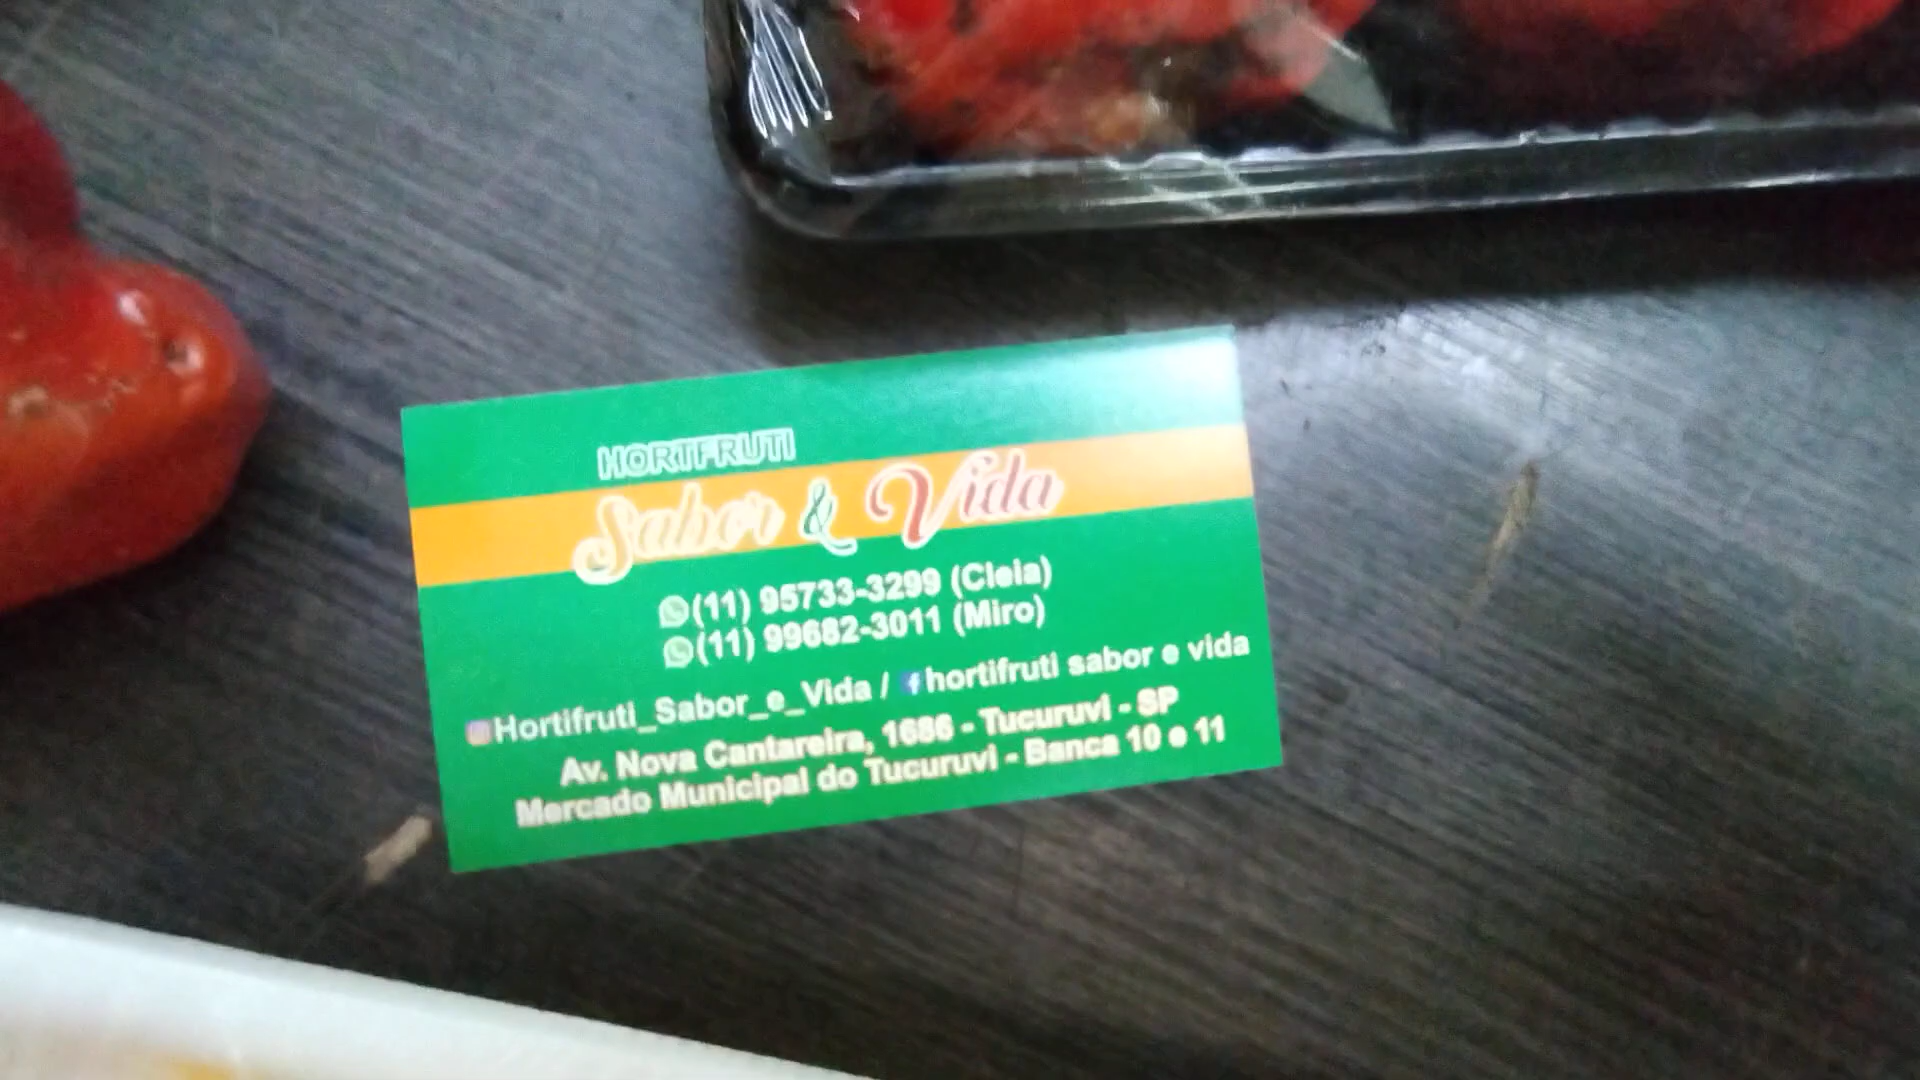 HORTFRUTI
Sabor & Vida
(11) 95733-3299 (Cleia)
(11) 99682-3011 (Miro)
Hortifruti_Sabor_e_Vida / hortifruti sabor e vida
Av. Nova Cantareira, 1686 - Tucuruvi - SP
Mercado Municipal do Tucuruvi - Banca 10 e 11